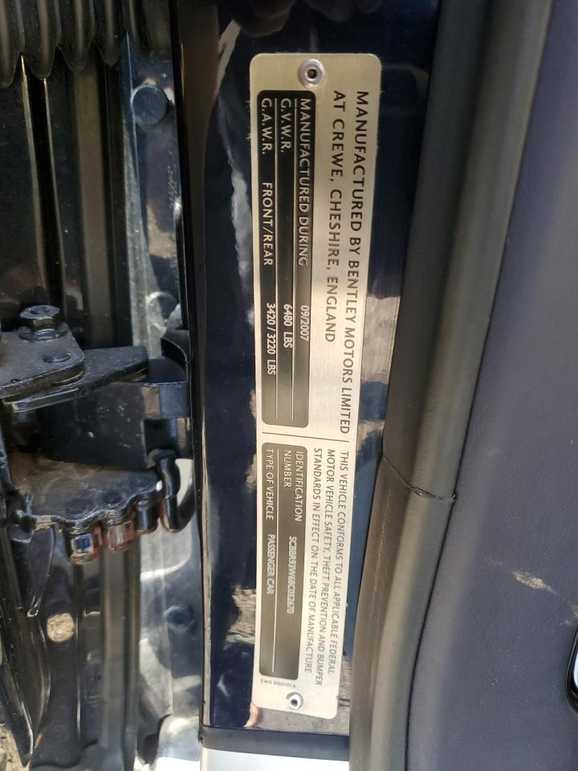 MANUFACTURED BY BENTLEY MOTORS LIMITED
AT CREWE, CHESHIRE, ENGLAND
MANUFACTURED DURING 09/2007
G.V.W.R. 6480 LBS
G.A.W.R. FRONT/REAR 3420 / 3220 LBS
THIS VEHICLE CONFORMS TO ALL APPLICABLE FEDERAL
MOTOR VEHICLE SAFETY, THEFT PREVENTION AND BUMPER
STANDARDS IN EFFECT ON THE DATE OF MANUFACTURE
IDENTIFICATION
NUMBER
TYPE OF VEHICLE PASSENGER CAR